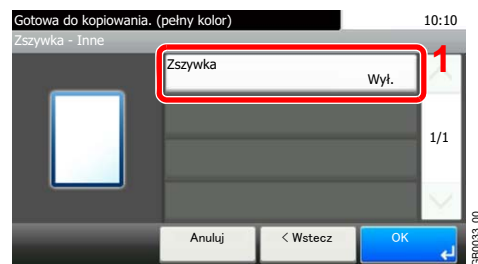 Gotowa do kopiowania. (pełny kolor) 10:10
Zszywka - Inne
Zszywka
Wył.
1
1/1
Anuluj < Wstecz OK
GB0033_00